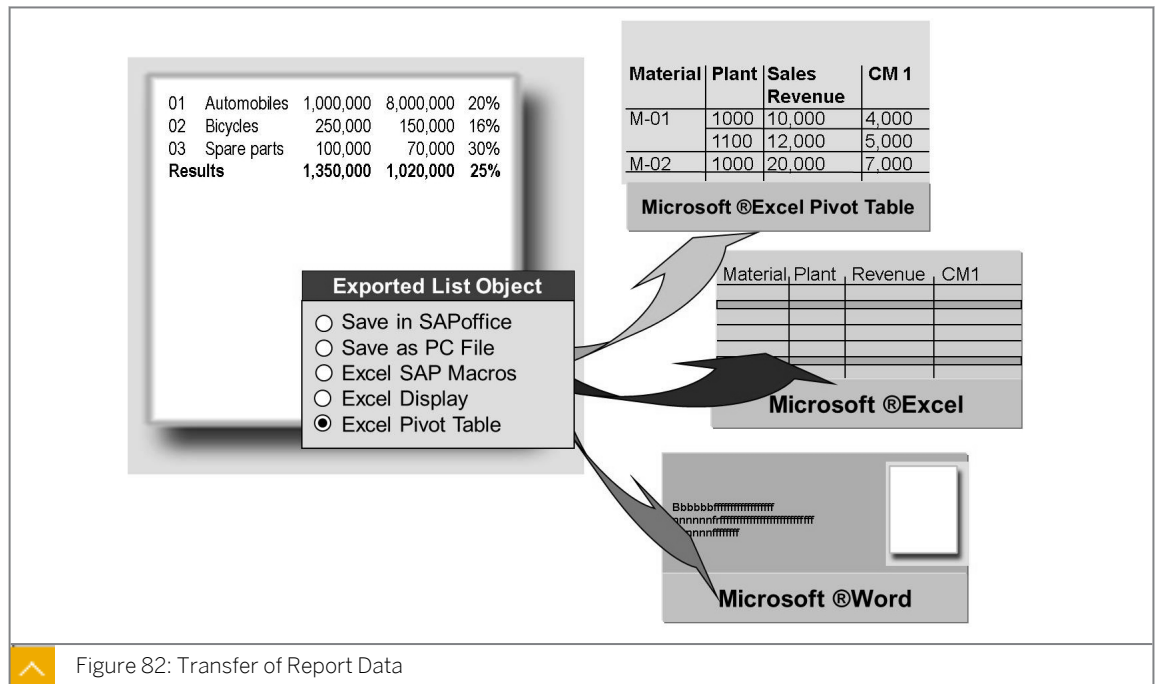 01 Automobiles 1,000,000 8,000,000 20%
02 Bicycles 250,000 150,000 16%
03 Spare parts 100,000 70,000 30%
Results 1,350,000 1,020,000 25%
Exported List Object
Save in SAPoffice
Save as PC File
Excel SAP Macros
Excel Display
Excel Pivot Table
Material Plant Sales Revenue CM 1
M-01 1000 10,000 4,000
1100 12,000 5,000
M-02 1000 20,000 7,000
Microsoft ®Excel Pivot Table
Material Plant Revenue CM1
Microsoft ®Excel
Microsoft ®Word
Figure 82: Transfer of Report Data